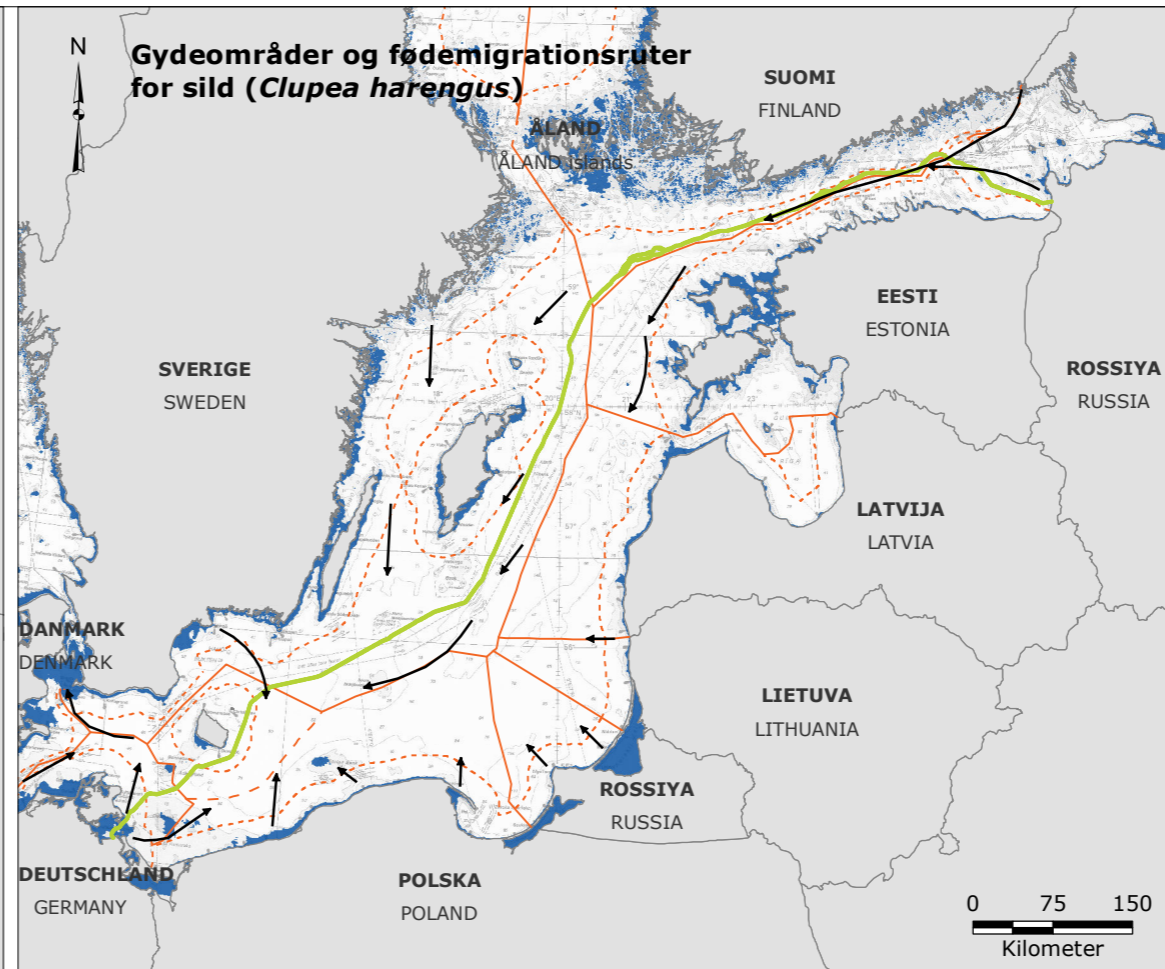 N
Gydeområder og fødemigrationsruter
for sild (Clupea harengus)
SUOMI
FINLAND
ÅLAND
ÅLAND islands
EESTI
ESTONIA
ROSSIYA
RUSSIA
SVERIGE
SWEDEN
LATVIJA
LATVIA
DANMARK
DENMARK
LIETUVA
LITHUANIA
ROSSIYA
RUSSIA
DEUTSCHLAND
GERMANY
POLSKA
POLAND
0 75 150
Kilometer